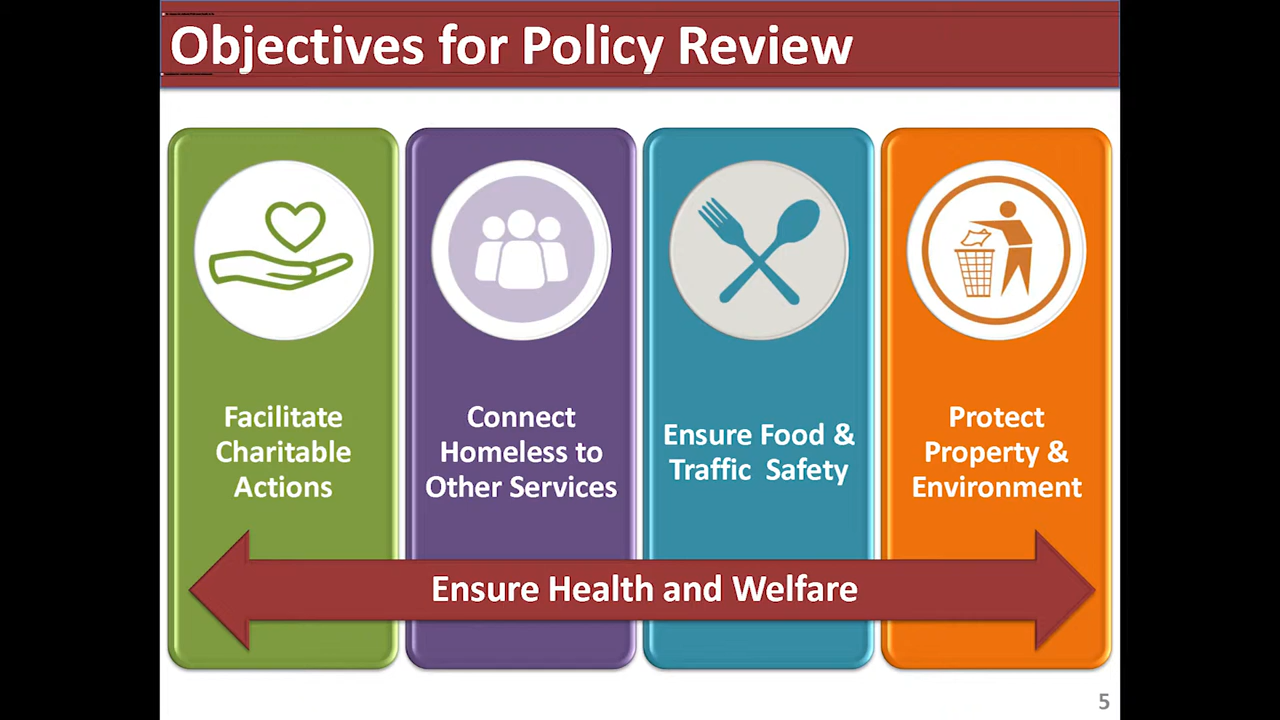 Objectives for Policy Review
Facilitate
Charitable
Actions
Connect
Homeless to
Other Services
Ensure Food &
Traffic Safety
Protect
Property &
Environment
Ensure Health and Welfare
5